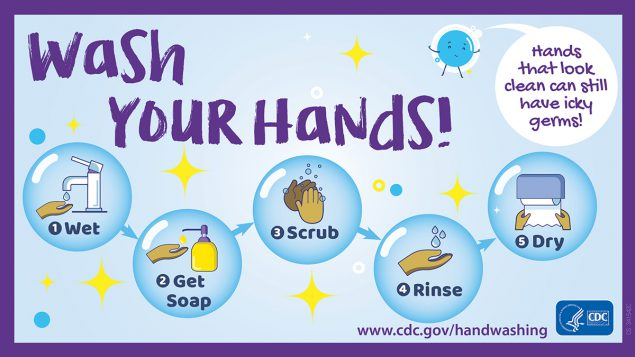 Wash
YOUR HaNdS!
Hands
that look
clean can still
have icky
germs!
1 Wet
2 Get
Soap
3 Scrub
4 Rinse
5 Dry
www.cdc.gov/handwashing
CDC